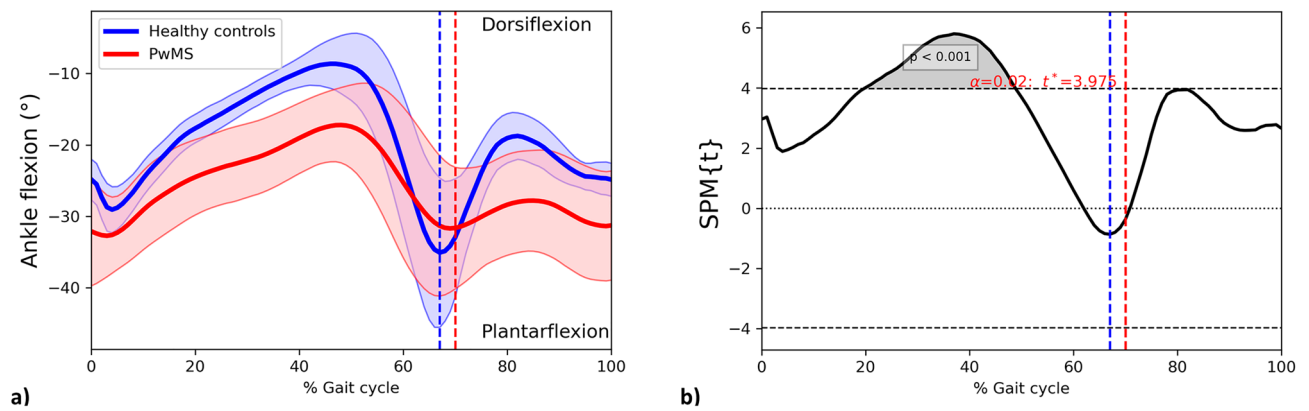 Healthy controls
PwMS
Dorsiflexion
Plantarflexion
Ankle flexion (°)
−10
−20
−30
−40
0 20 40 60 80 100
% Gait cycle
a)
SPM{t}
6
4
2
0
−2
−4
p < 0.001
α=0.02: t*=3.975
0 20 40 60 80 100
% Gait cycle
b)